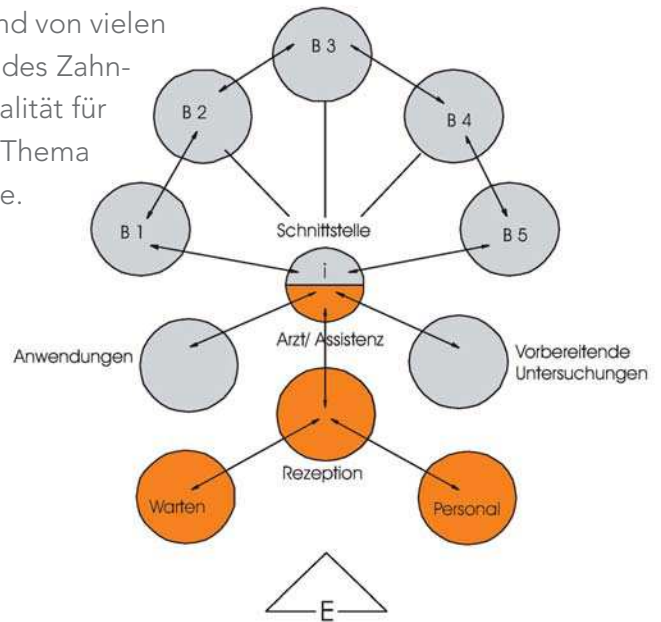 nd von vielen
des Zahn-
alität für
Thema
e.
B 3
B 2
B 4
B 1
B 5
Schnittstelle
i
Arzt/ Assistenz
Anwendungen
Vorbereitende
Untersuchungen
Rezeption
Warten
Personal
E